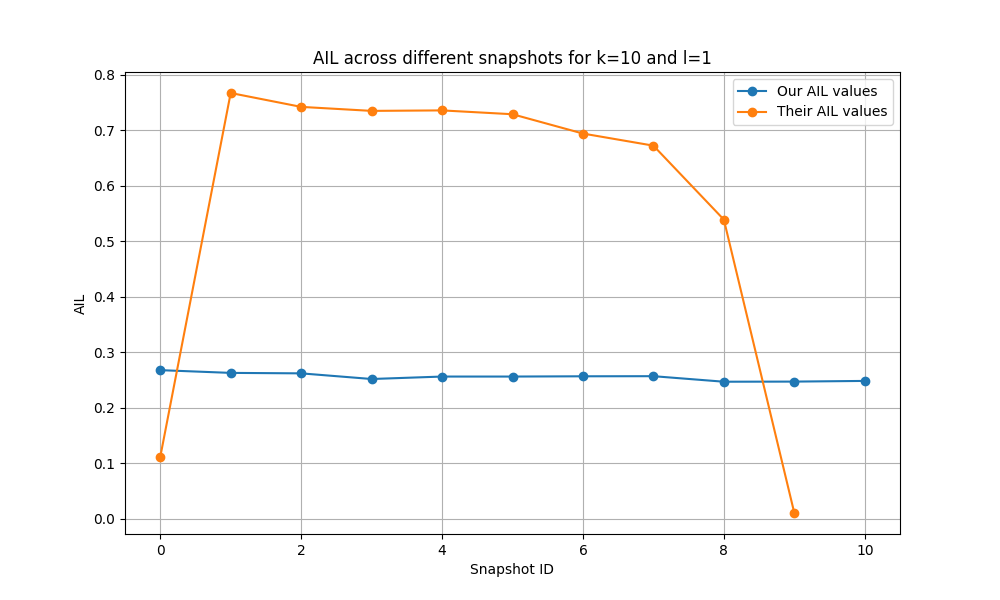 AIL across different snapshots for k=10 and l=1
Our AIL values
Their AIL values
AIL
0.8
0.7
0.6
0.5
0.4
0.3
0.2
0.1
0.0
0 2 4 6 8 10
Snapshot ID